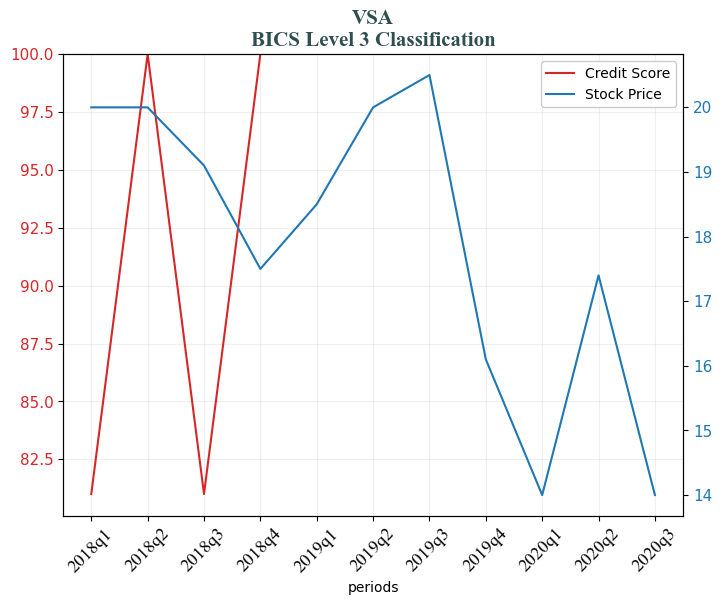 VSA
BICS Level 3 Classification
Credit Score
Stock Price
100.0
97.5
95.0
92.5
90.0
87.5
85.0
82.5
20
19
18
17
16
15
14
2018q1
2018q2
2018q3
2018q4
2019q1
2019q2
2019q3
2019q4
2020q1
2020q2
2020q3
periods